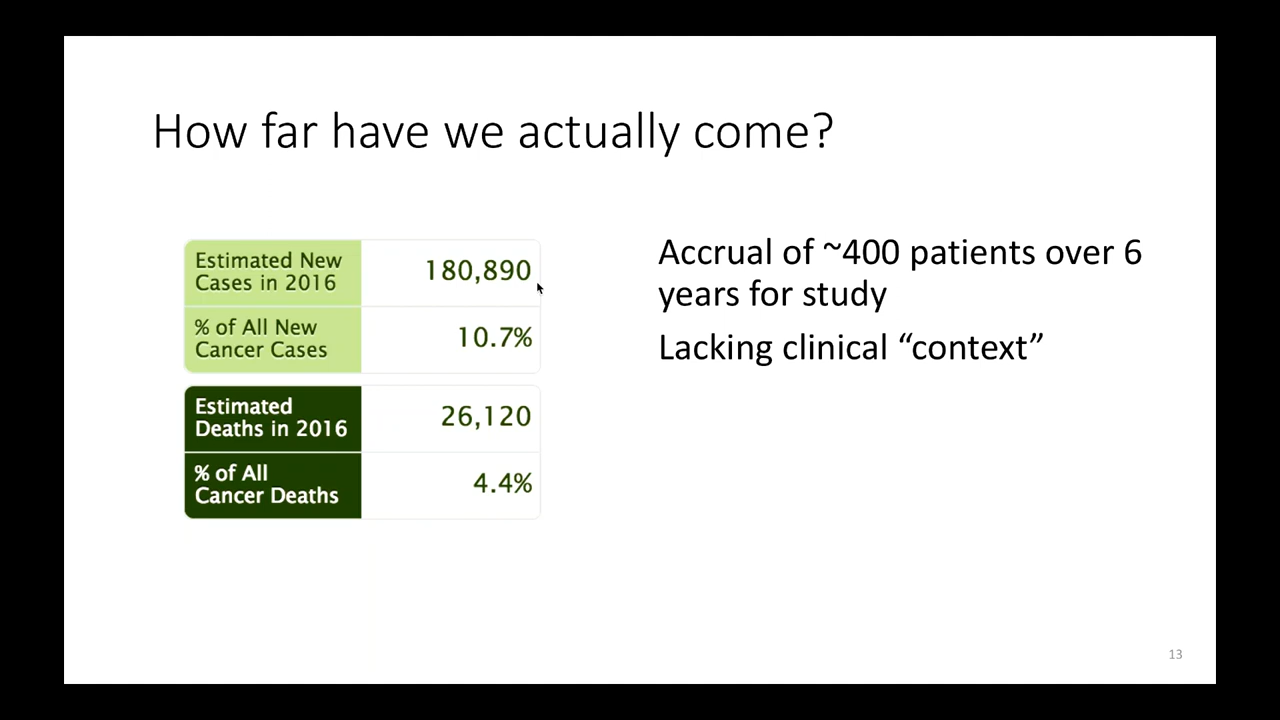 How far have we actually come?
Estimated New
Cases in 2016
180,890
% of All New
Cancer Cases
10.7%
Estimated
Deaths in 2016
26,120
% of All
Cancer Deaths
4.4%
Accrual of ~400 patients over 6
years for study
Lacking clinical “context”
13